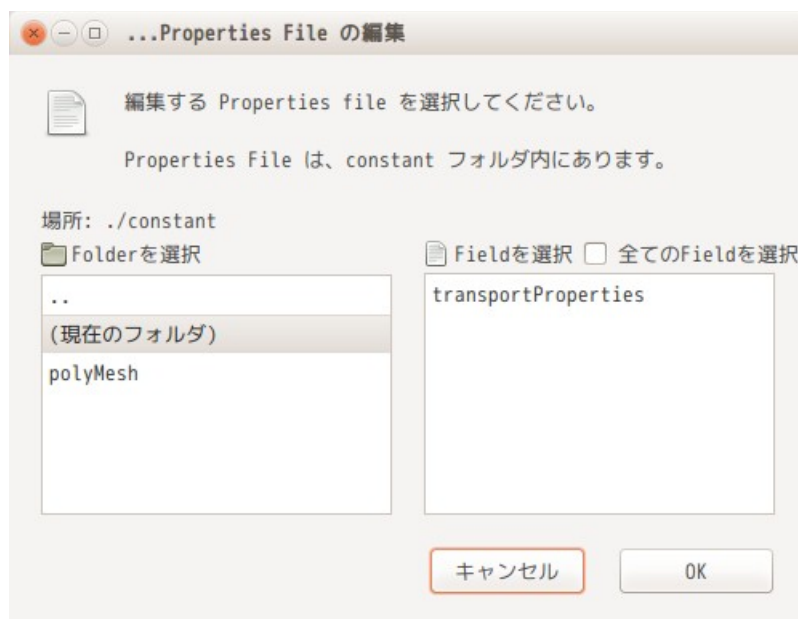 ...Properties File の編集
編集する Properties file を選択してください。
Properties File は、constant フォルダ内にあります。
場所: ./constant
Folderを選択
..
(現在のフォルダ)
polyMesh
Fieldを選択 全てのFieldを選択
transportProperties
キャンセル OK